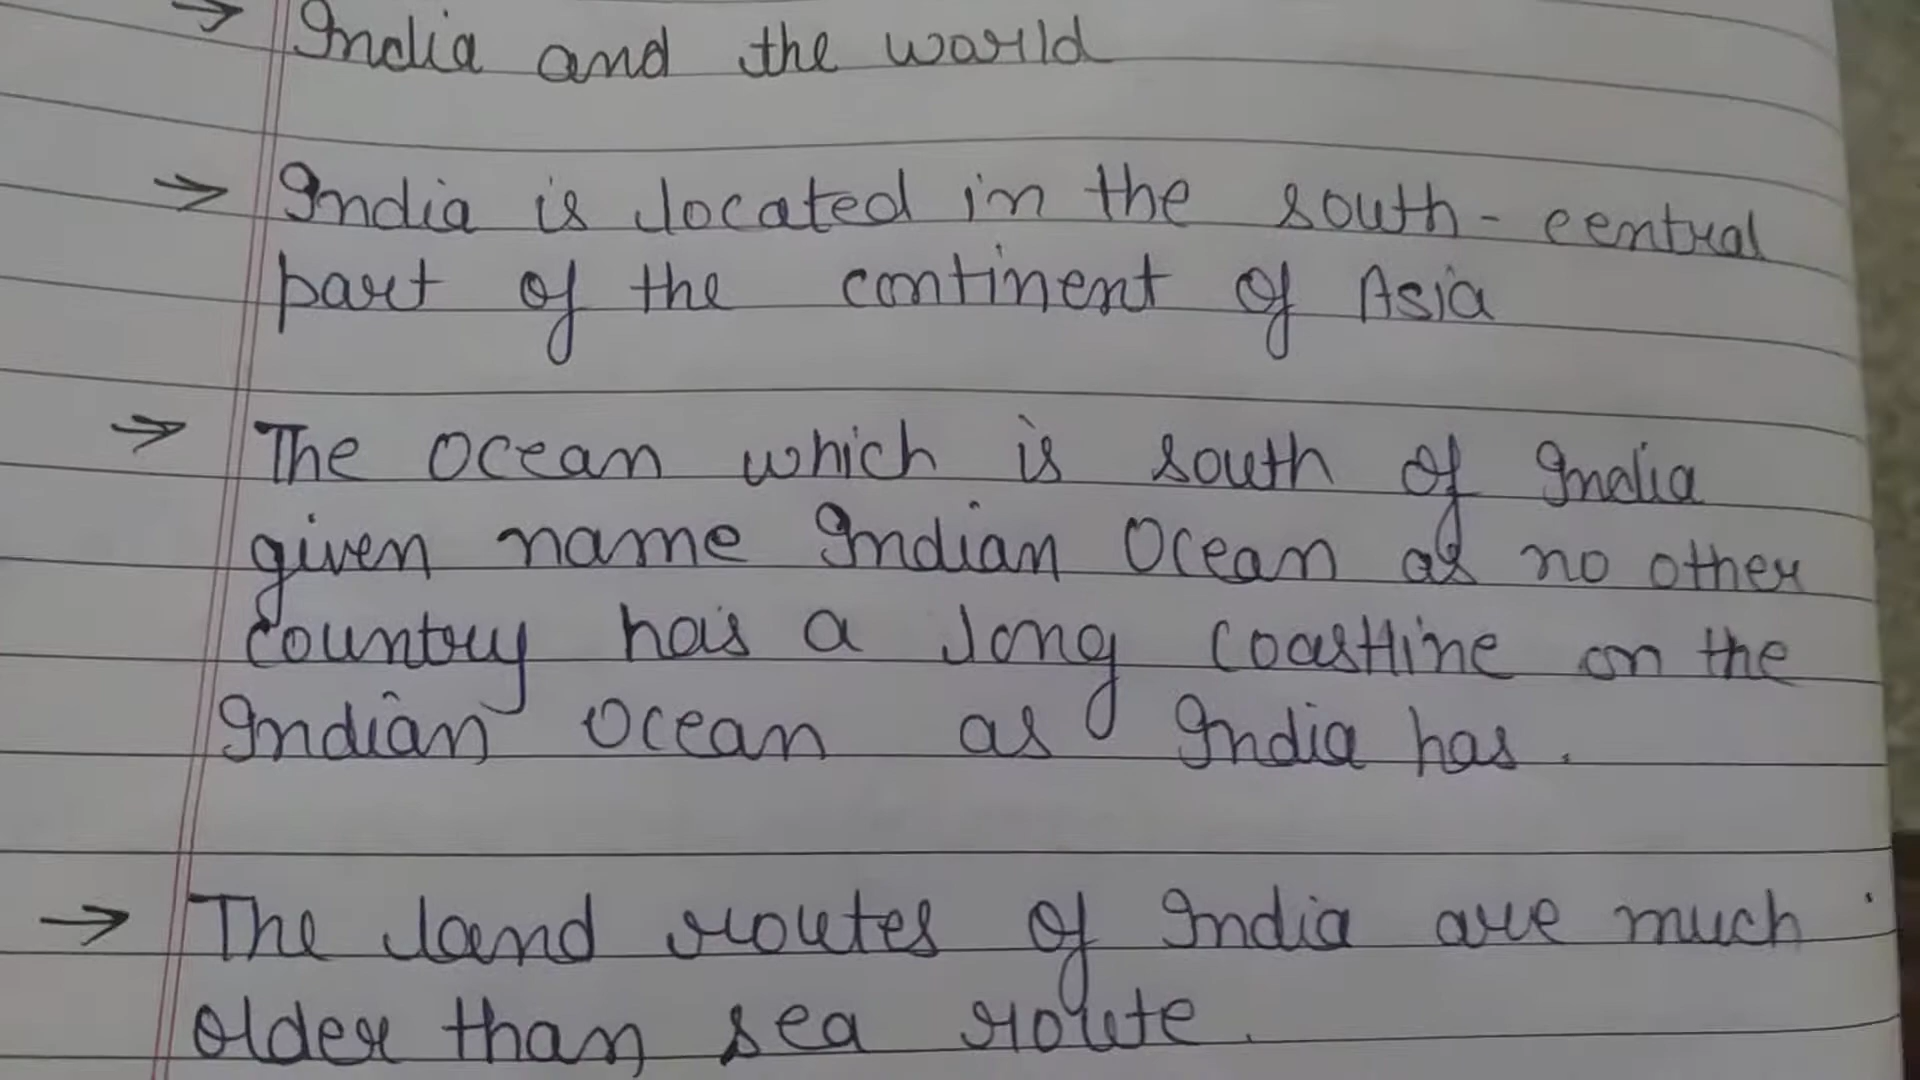 → India and the world
→ India is located in the south-central
part of the continent of Asia
→ The Ocean which is south of India
given name Indian Ocean as no other
country has a long coastline on the
Indian Ocean as India has.
→ The land routes of India are much
older than sea route.